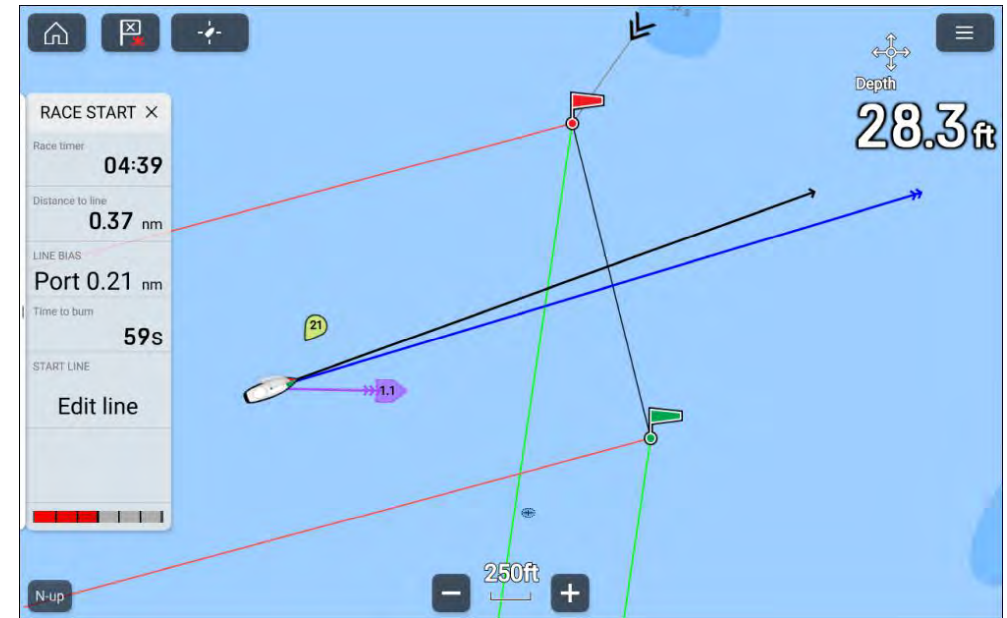 Depth
28.3 ft
RACE START ×
Race timer
04:39
Distance to line
0.37 nm
LINE BIAS
Port 0.21 nm
Time to burn
59s
START LINE
Edit line
21
1.1
N-up
250ft